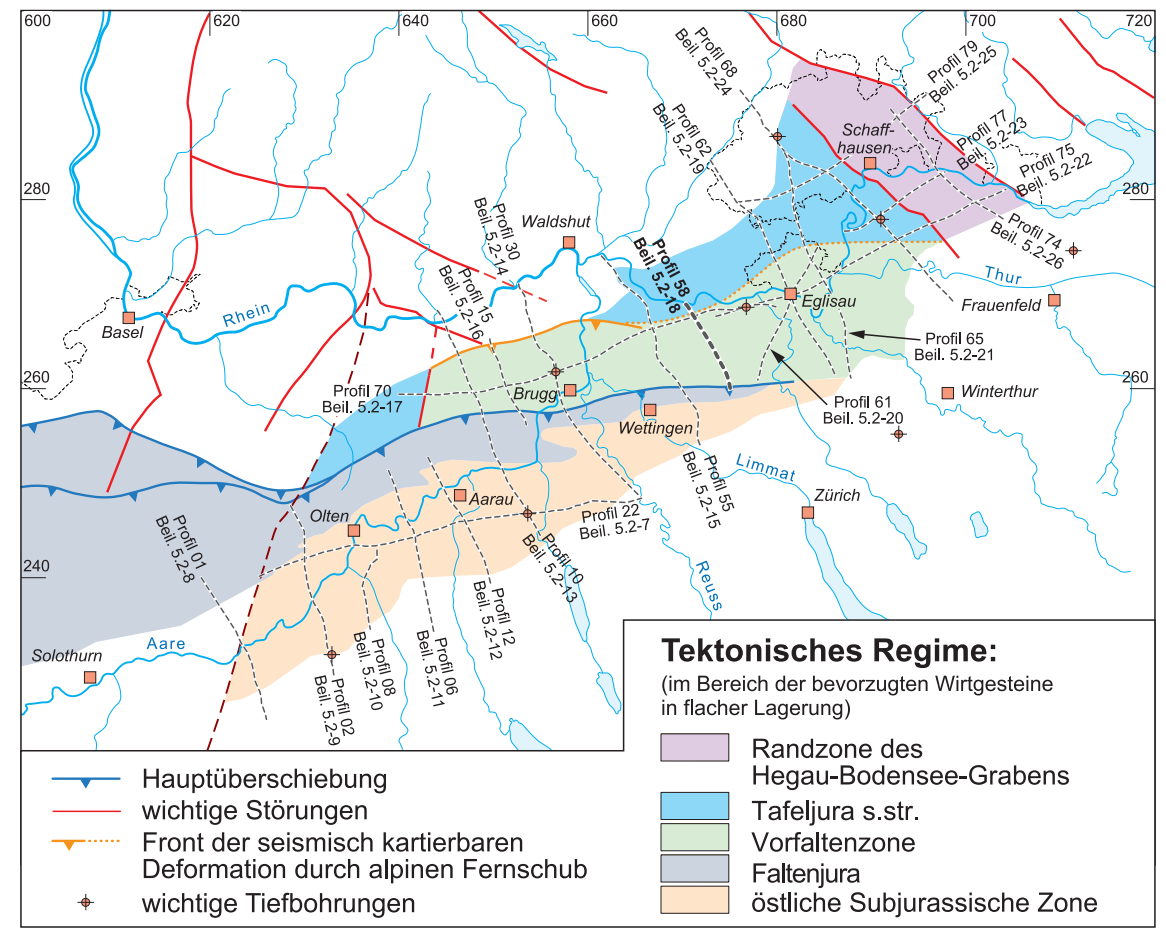 600
620
640
660
680
700
720
280
260
240
280
260
Profil 68
Beil. 5.2-24
Profil 79
Beil. 5.2-25
Profil 62
Beil. 5.2-19
Schaff-
hausen
Profil 77
Beil. 5.2-23
Profil 75
Beil. 5.2-22
Profil 74
Beil. 5.2-26
Profil 30
Beil. 5.2-14
Waldshut
Profil 58
Beil. 5.2-18
Profil 15
Beil. 5.2-16
Thur
Frauenfeld
Eglisau
Basel
Rhein
Profil 65
Beil. 5.2-21
Profil 70
Beil. 5.2-17
Brugg
Wettingen
Profil 61
Beil. 5.2-20
Winterthur
Limmat
Zürich
Profil 55
Beil. 5.2-15
Aarau
Olten
Profil 22
Beil. 5.2-7
Profil 10
Beil. 5.2-13
Reuss
Profil 01
Beil. 5.2-8
Profil 12
Beil. 5.2-12
Profil 06
Beil. 5.2-11
Profil 08
Beil. 5.2-10
Profil 02
Beil. 5.2-9
Aare
Solothurn
Tektonisches Regime:
(im Bereich der bevorzugten Wirtgesteine
in flacher Lagerung)
Randzone des
Hegau-Bodensee-Grabens
Tafeljura s.str.
Vorfaltenzone
Faltenjura
östliche Subjurassische Zone
Hauptüberschiebung
wichtige Störungen
Front der seismisch kartierbaren
Deformation durch alpinen Fernschub
wichtige Tiefbohrungen